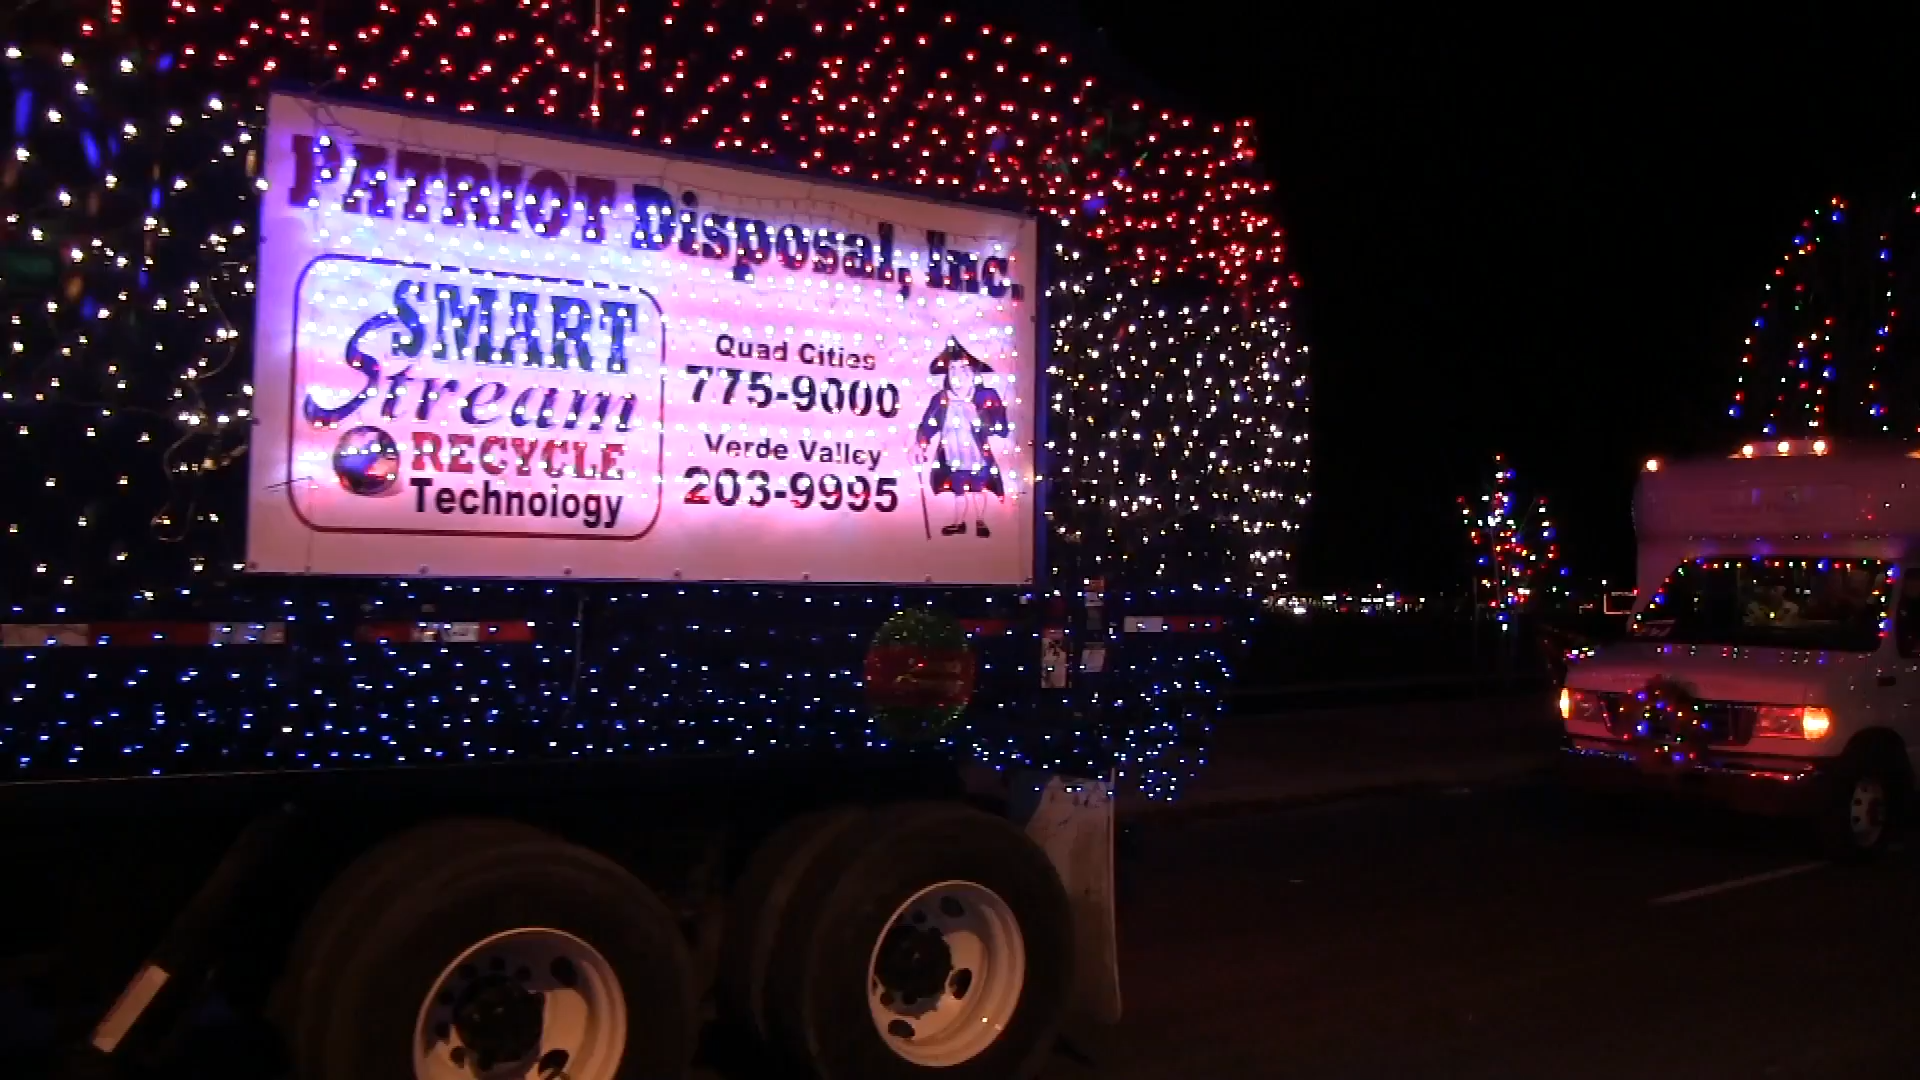 PATRIOT Disposal, Inc.
SMART
Stream
RECYCLE
Technology
Quad Cities
775-9000
Verde Valley
203-9995